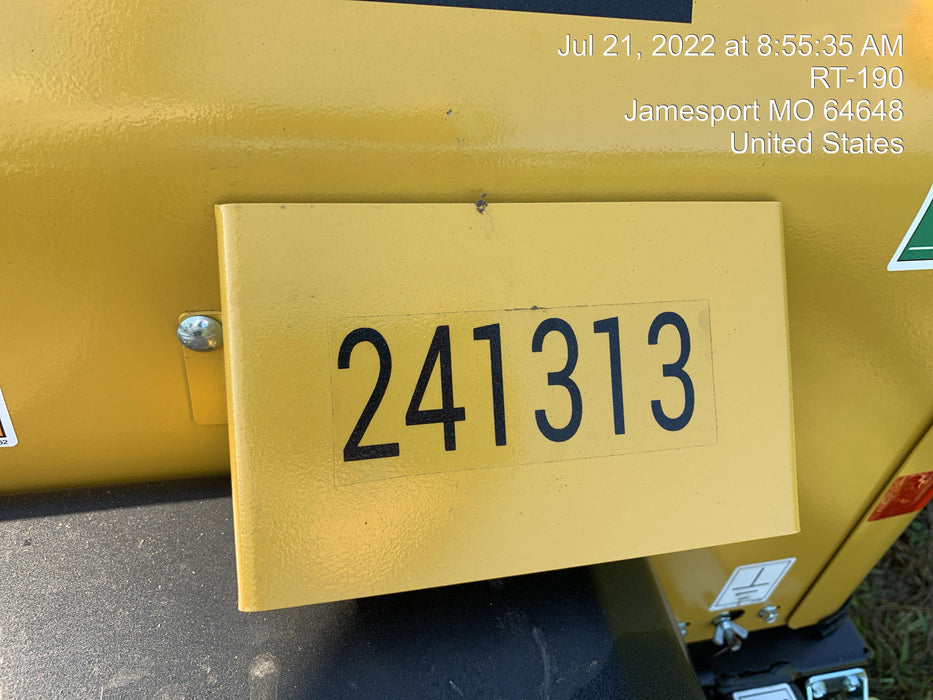 Jul 21, 2022 at 8:55:35 AM
RT-190
Jamesport MO 64648
United States
241313